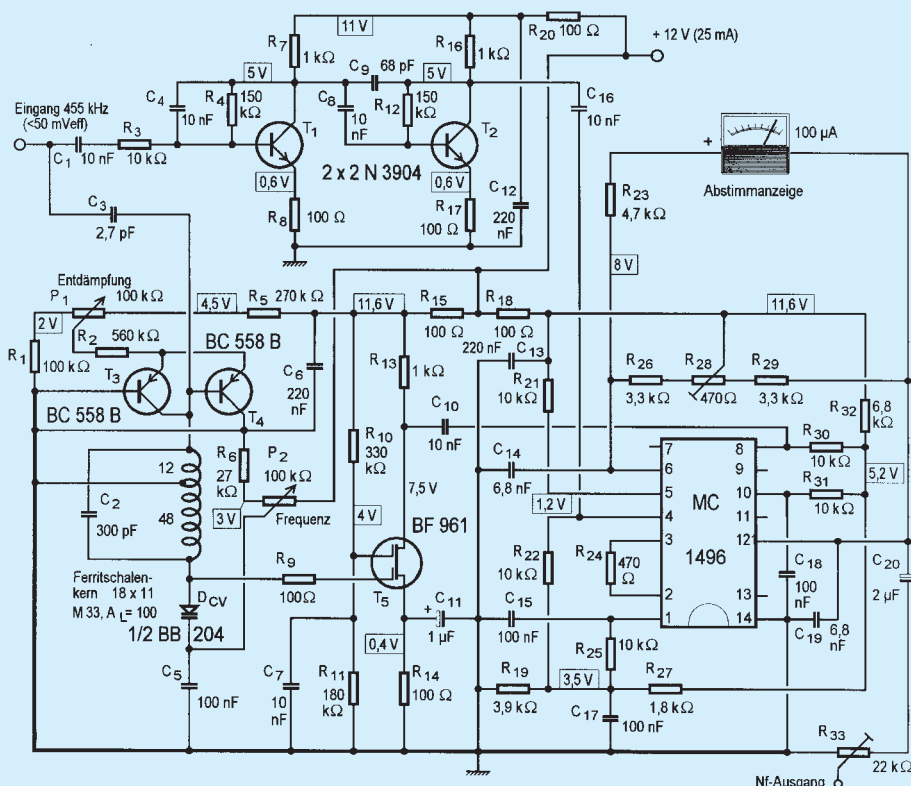 11 V
R7
1 kΩ
R16
1 kΩ
R20
100 Ω
+ 12 V (25 mA)
5 V
C9
68 pF
5 V
Eingang 455 kHz
(<50 mVeff)
C4
10 nF
R4
150
kΩ
C8
10
nF
R12
150
kΩ
C16
10 nF
T1
T2
C1
10 nF
R3
10 kΩ
2 x 2 N 3904
+
100 µA
Abstimmanzeige
0,6 V
0,6 V
C12
220
nF
R23
4,7 kΩ
C3
2,7 pF
R8
100
Ω
R17
100 Ω
8 V
Entdämpfung
P1
100 kΩ
4,5 V
R5
270 kΩ
11,6 V
R15
100 Ω
R18
100 Ω
11,6 V
2 V
R2
560 kΩ
R1
100 kΩ
BC 558 B
T3
BC 558 B
T4
C6
220
nF
R13
1 kΩ
220 nF
C13
R21
10 kΩ
R26
3,3 kΩ
R28
470Ω
R29
3,3 kΩ
R32
6,8
kΩ
C10
10 nF
R10
330
kΩ
R6
27
kΩ
P2
100 kΩ
Frequenz
3 V
C2
300 pF
12
48
7,5 V
4 V
BF 961
T5
C14
6,8 nF
1,2 V
R22
10 kΩ
R24
470
Ω
7
6
5
4
3
2
1
MC
1496
8
9
10
11
121
13
14
R30
10 kΩ
5,2 V
R31
10 kΩ
C18
100
nF
C20
2 µF
C19
6,8
nF
Ferritschalen-
kern 18 x 11
M 33, AL= 100
R9
100Ω
DCV
1/2 BB 204
C11
+
1 µF
C15
100 nF
0,4 V
R25
10 kΩ
C5
100 nF
C7
10
nF
R11
180
kΩ
R14
100 Ω
R19
3,9 kΩ
3,5 V
R27
1,8 kΩ
C17
100 nF
R33
22 kΩ
Nf-Ausgang